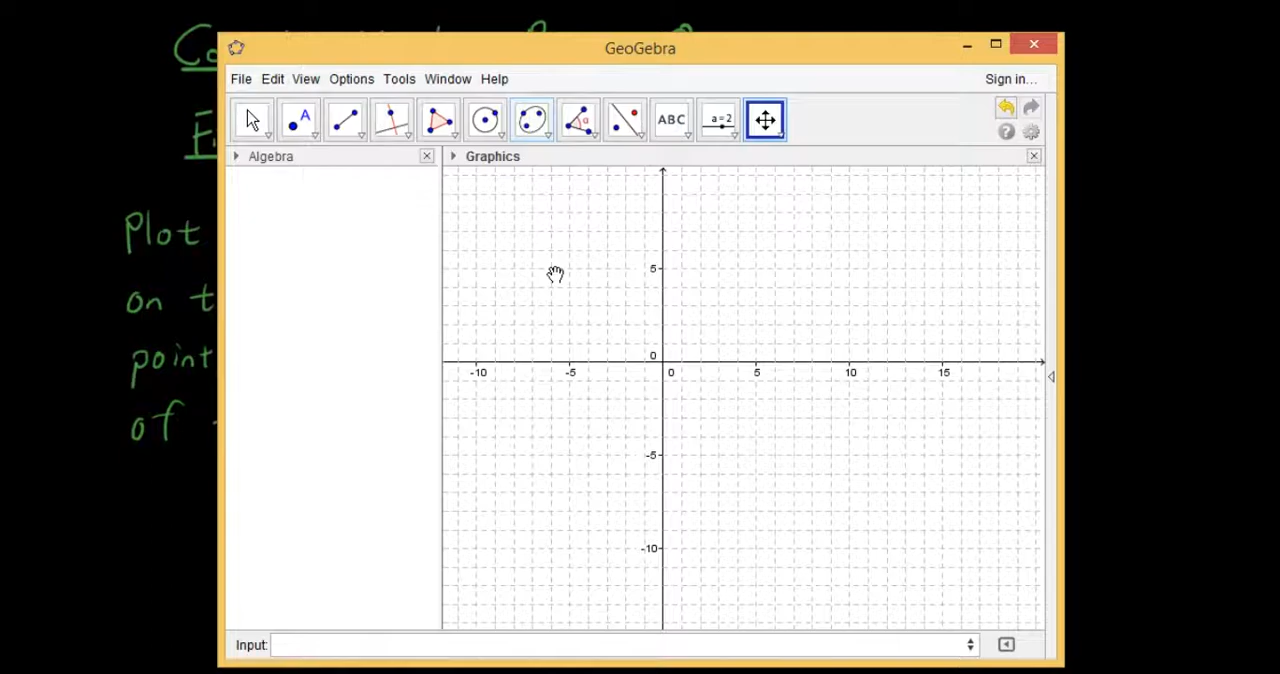 GeoGebra
File Edit View Options Tools Window Help Sign in...
A α ABC a=2
Algebra Graphics
5
0
-10 -5 0 5 10 15
-5
-10
Input:
Plot
on t
point
of